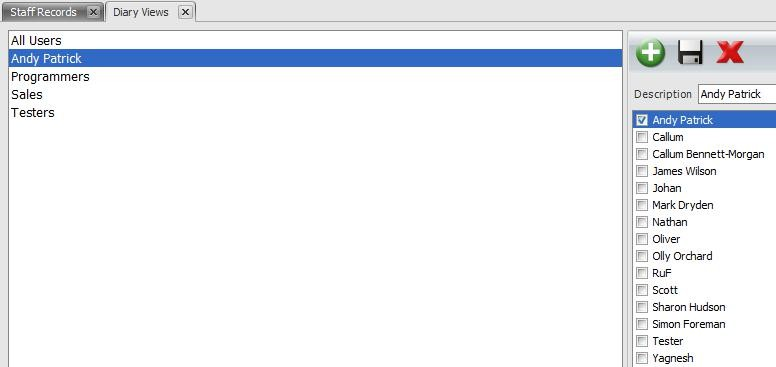 Staff Records
Diary Views
All Users
Andy Patrick
Programmers
Sales
Testers
Description Andy Patrick
Andy Patrick
Callum
Callum Bennett-Morgan
James Wilson
Johan
Mark Dryden
Nathan
Oliver
Olly Orchard
RuF
Scott
Sharon Hudson
Simon Foreman
Tester
Yagnesh